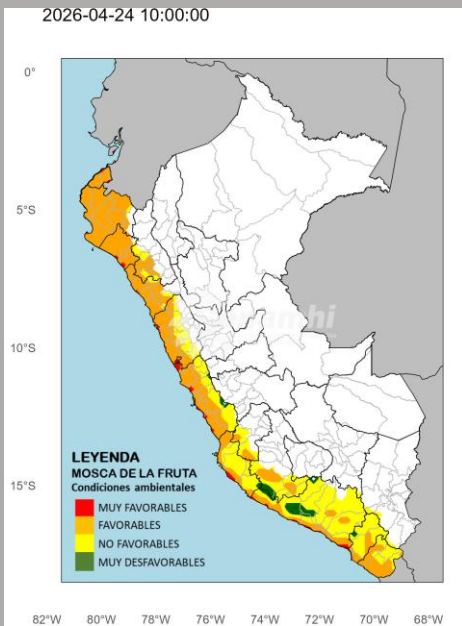 2026-04-24 10:00:00
0°
5°S
10°S
15°S
LEYENDA
MOSCA DE LA FRUTA
Condiciones ambientales
MUY FAVORABLES
FAVORABLES
NO FAVORABLES
MUY DESFAVORABLES
82°W 80°W 78°W 76°W 74°W 72°W 70°W 68°W